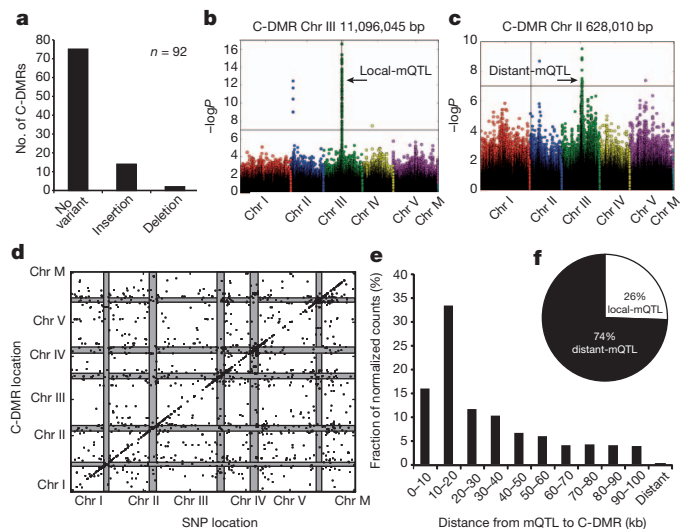 a
n = 92
No. of C-DMRs
80
70
60
50
40
30
20
10
0
No variant
Insertion
Deletion
b
C-DMR Chr III 11,096,045 bp
Local-mQTL
–logP
16
14
12
10
8
6
4
3
2
0
Chr I
Chr II
Chr III
Chr IV
Chr V
Chr M
c
C-DMR Chr II 628,010 bp
Distant-mQTL
–logP
10
8
6
4
2
0
Chr I
Chr II
Chr III
Chr IV
Chr V
Chr M
d
C-DMR location
Chr M
Chr V
Chr IV
Chr III
Chr II
Chr I
Chr I
Chr II
Chr III
Chr IV
Chr V
Chr M
SNP location
e
Fraction of normalized counts (%)
40
35
30
25
20
15
10
5
0
0–10
10–20
20–30
30–40
40–50
50–60
60–70
70–80
80–90
90–100
Distant
Distance from mQTL to C-DMR (kb)
f
26%
local-mQTL
74%
distant-mQTL